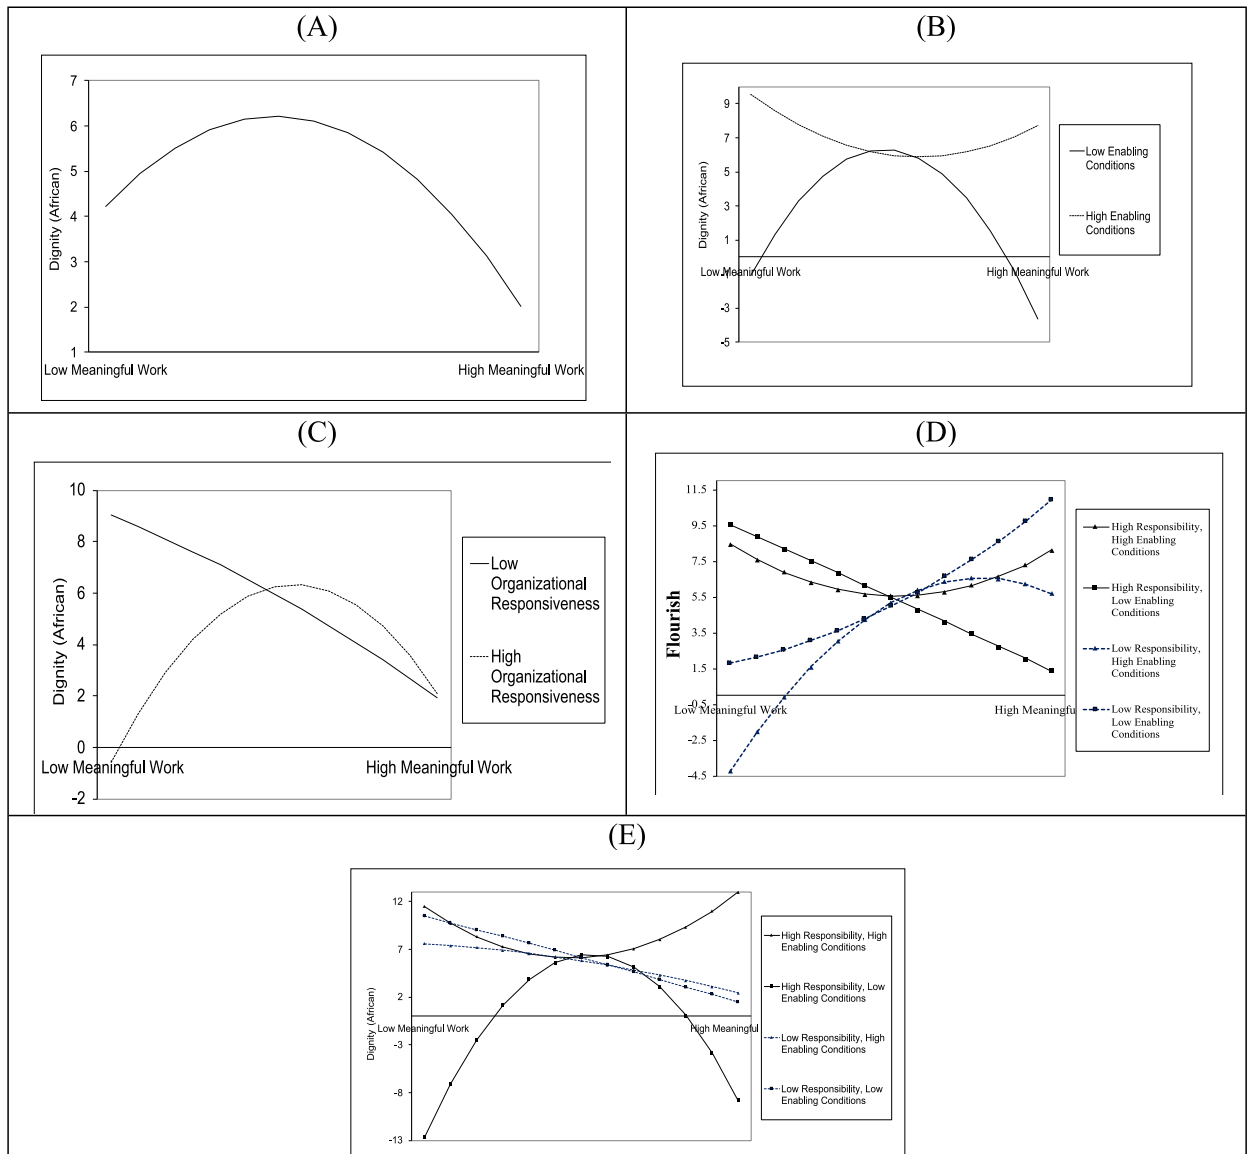 (A)
7
6
5
4
3
2
1
Dignity (African)
Low Meaningful Work
High Meaningful Work
(B)
9
7
5
3
1
-1
-3
-5
Dignity (African)
Low Meaningful Work
High Meaningful Work
Low Enabling
Conditions
High Enabling
Conditions
(C)
10
8
6
4
2
0
-2
Dignity (African)
Low Meaningful Work
High Meaningful Work
Low
Organizational
Responsiveness
High
Organizational
Responsiveness
(D)
11.5
9.5
7.5
5.5
3.5
1.5
-0.5
-2.5
-4.5
Flourish
Low Meaningful Work
High Meaningfu
High Responsibility,
High Enabling
Conditions
High Responsibility,
Low Enabling
Conditions
Low Responsibility,
High Enabling
Conditions
Low Responsibility,
Low Enabling
Conditions
(E)
12
7
2
-3
-8
-13
Dignity (African)
Low Meaningful Work
High Meaningful
High Responsibility, High
Enabling Conditions
High Responsibility, Low
Enabling Conditions
Low Responsibility, High
Enabling Conditions
Low Responsibility, Low
Enabling Conditions